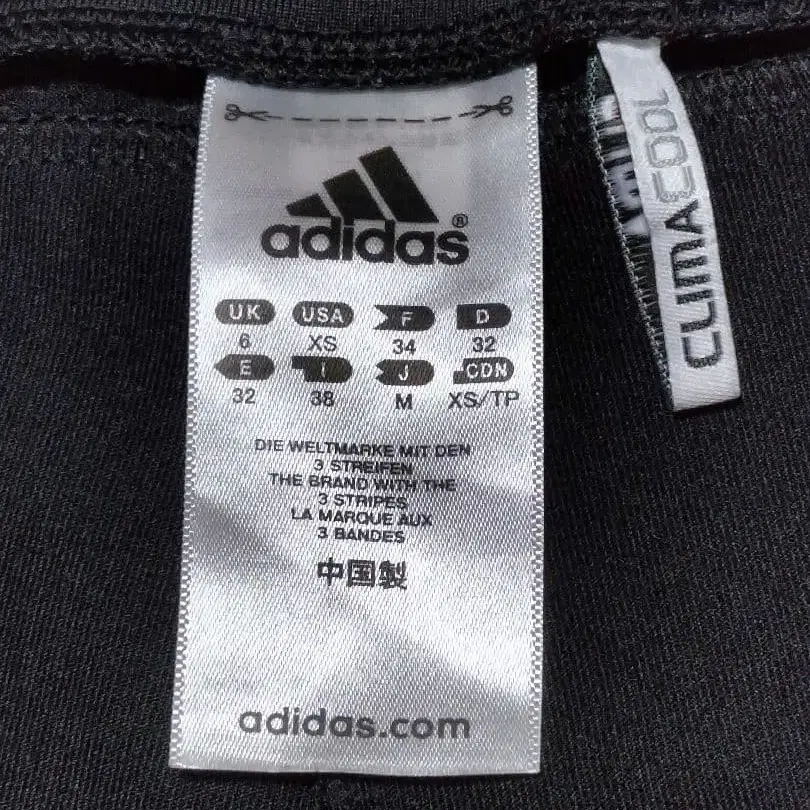 adidas®
UK USA F D
6 XS 34 32
E I J CDN
32 38 M XS/TP
DIE WELTMARKE MIT DEN
3 STREIFEN
THE BRAND WITH THE
3 STRIPES
LA MARQUE AUX
3 BANDES
中国製
adidas.com
CLIMACOOL